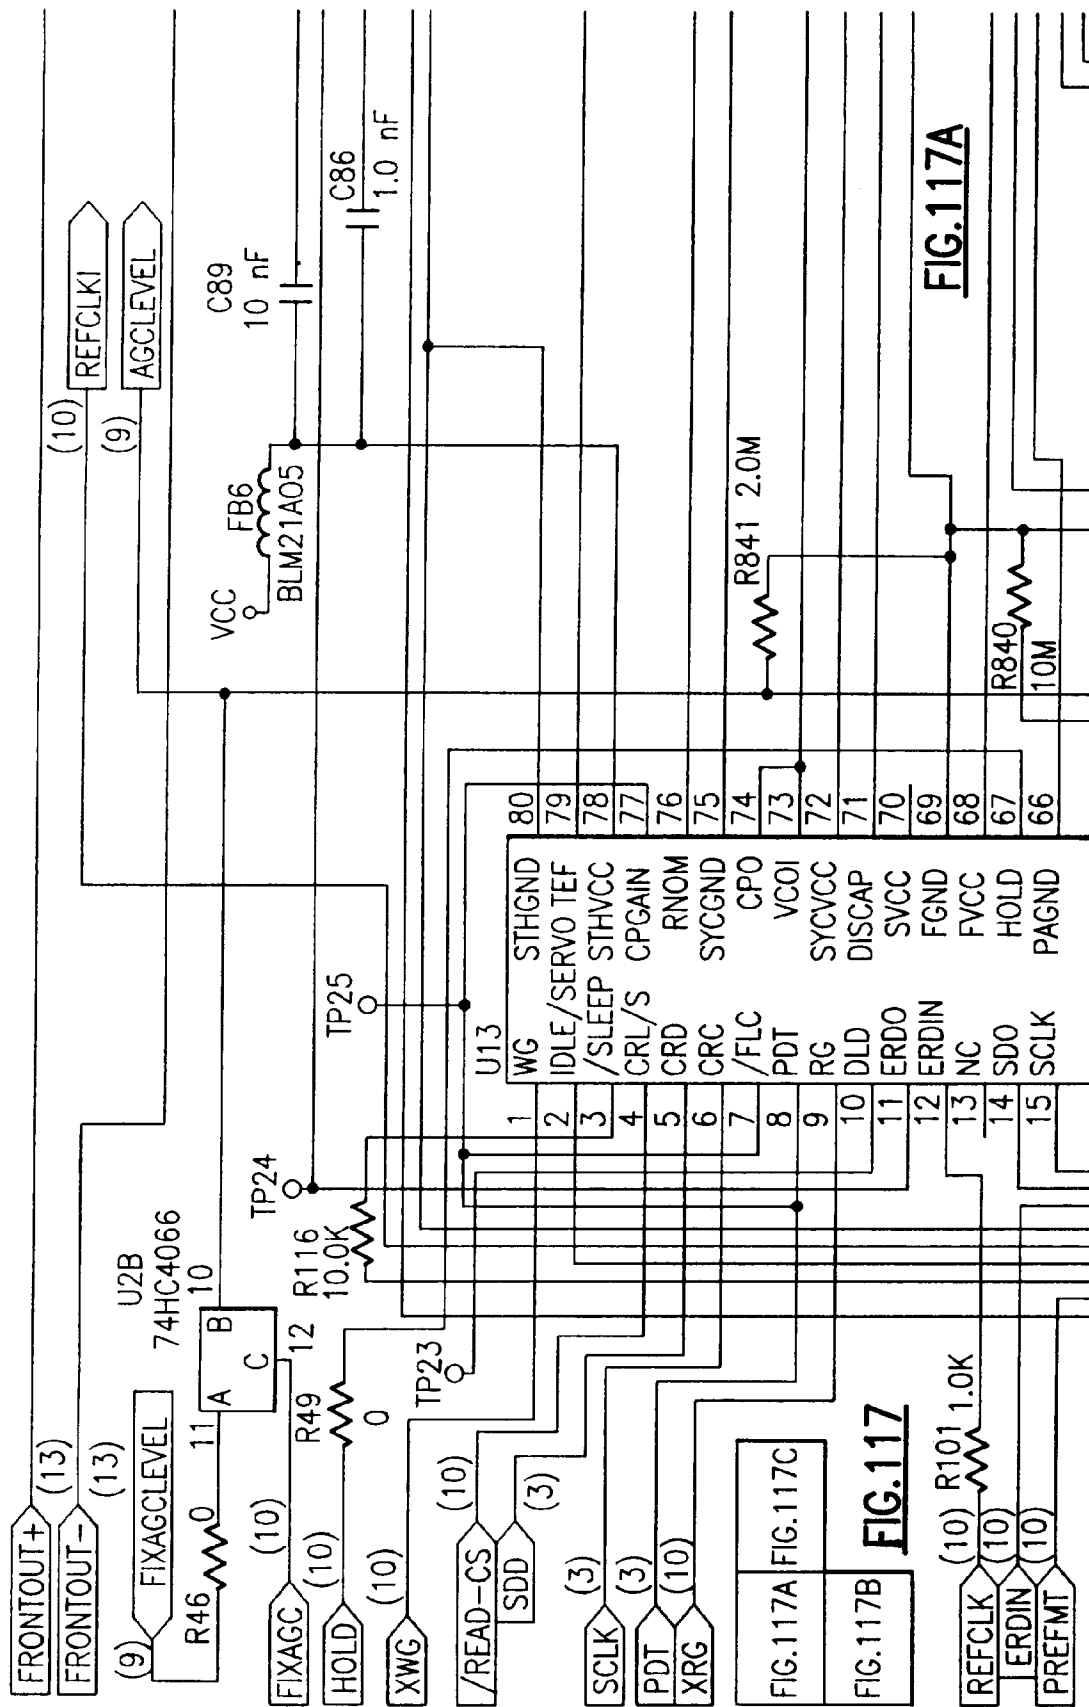 FRONTOUT+
(13)
FRONTOUT-
(13)
(9)
FIXAGCLEVEL
R46
0
11
A
B
C
10
12
U2B
74HC4066
FIXAGC
(10)
HOLD
(10)
R49
0
XWG
(10)
/READ-CS
(10)
SDD
(3)
SCLK
(3)
PDT
(3)
XRG
(10)
TP23
TP24
TP25
R116
10.0K
(10)
REFCLKI
(9)
AGCLEVEL
VCC
FB6
BLM21A05
C89
10 nF
C86
1.0 nF
U13
1 WG STHGND 80
2 IDLE/SERVO TEF 79
3 /SLEEP STHVCC 78
4 CRL/S CPGAIN 77
5 CRD RNOM 76
6 CRC SYCGND 75
7 /FLC CPO 74
8 PDT VCOI 73
9 RG SYCVCC 72
10 DLD DISCAP 71
11 ERDO SVCC 70
12 ERDIN FGND 69
13 NC FVCC 68
14 SDO HOLD 67
15 SCLK PAGND 66
R841 2.0M
R840
10M
FIG.117A
FIG.117A
FIG.117C
FIG.117B
FIG.117
REFCLK
(10)
R101
1.0K
ERDIN
(10)
PREFMT
(10)